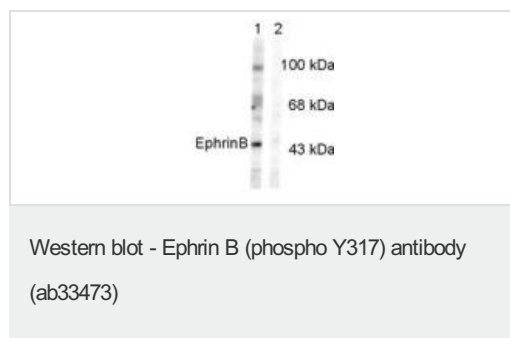 1 2
100 kDa
68 kDa
EphrinB 43 kDa
Western blot - Ephrin B (phospho Y317) antibody
(ab33473)